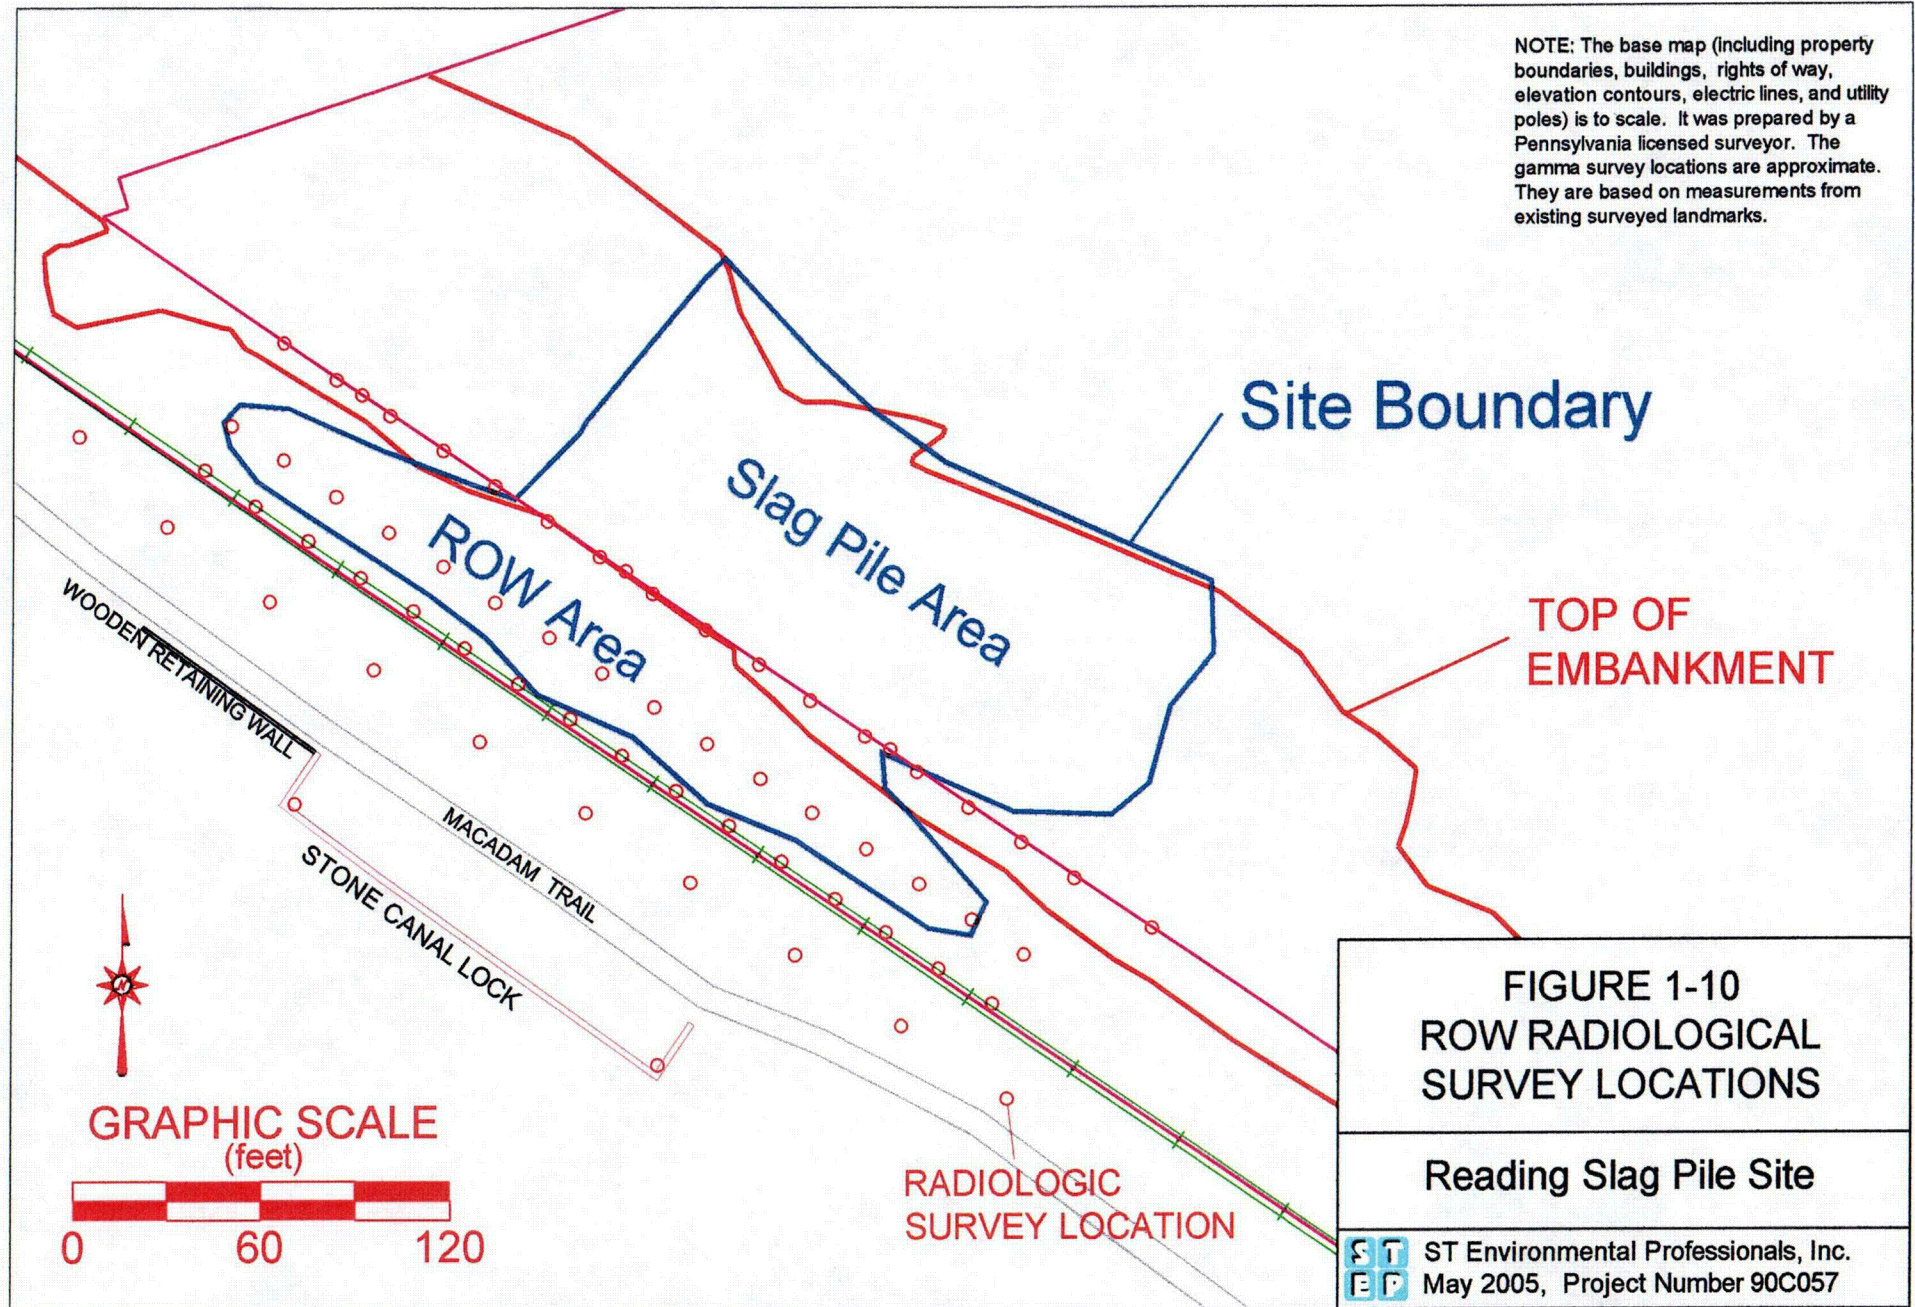 NOTE: The base map (including property
boundaries, buildings, rights of way,
elevation contours, electric lines, and utility
poles) is to scale. It was prepared by a
Pennsylvania licensed surveyor. The
gamma survey locations are approximate.
They are based on measurements from
existing surveyed landmarks.
Site Boundary
Slag Pile Area
ROW Area
TOP OF
EMBANKMENT
WOODEN RETAINING WALL
MACADAM TRAIL
STONE CANAL LOCK
N
GRAPHIC SCALE
(feet)
0 60 120
RADIOLOGIC
SURVEY LOCATION
FIGURE 1-10
ROW RADIOLOGICAL
SURVEY LOCATIONS
Reading Slag Pile Site
ST
EP
ST Environmental Professionals, Inc.
May 2005, Project Number 90C057